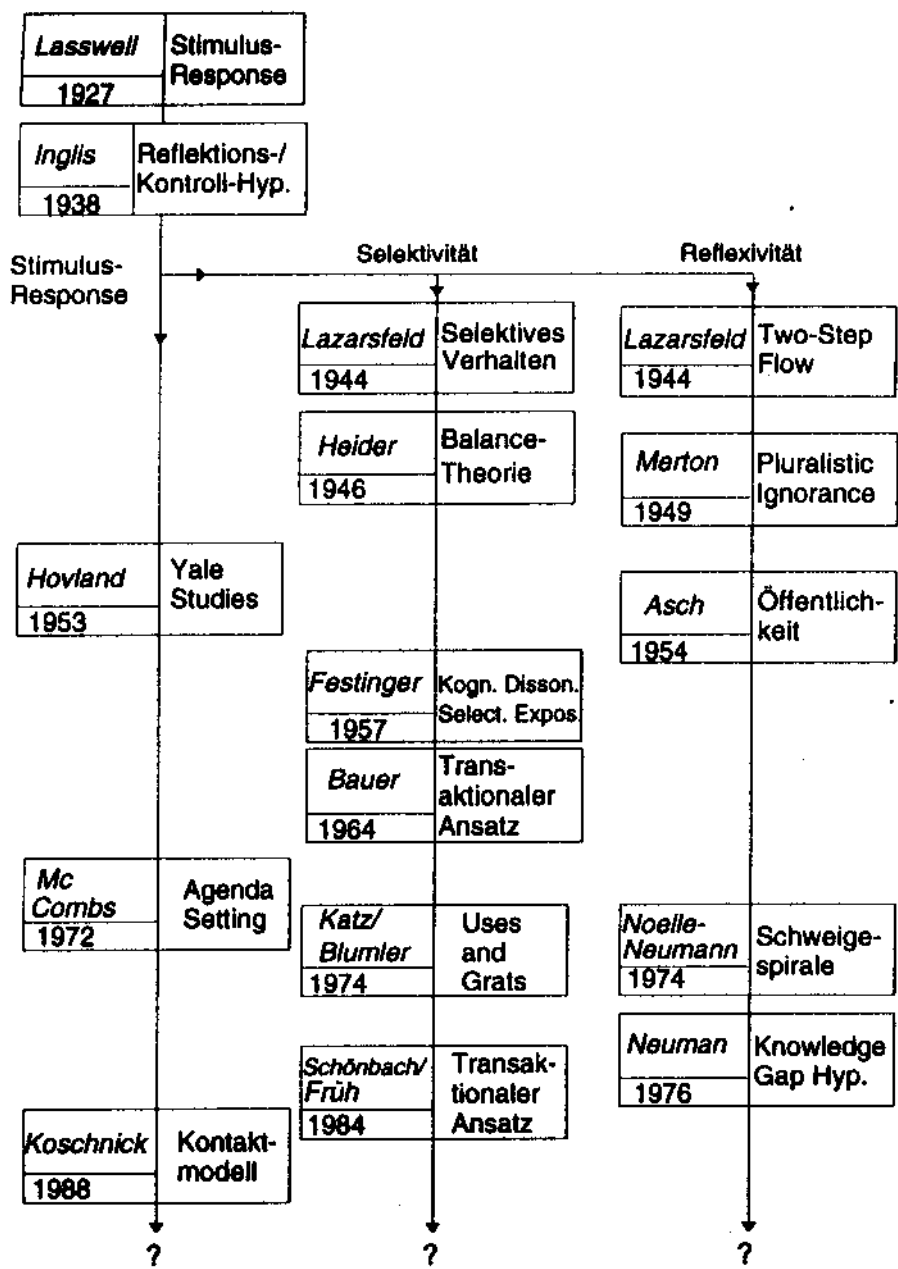 Lasswell
1927
Stimulus-
Response
Inglis
1938
Reflektions-/
Kontroll-Hyp.
Stimulus-
Response
Selektivität
Reflexivität
Lazarsfeld
1944
Selektives
Verhalten
Lazarsfeld
1944
Two-Step
Flow
Heider
1946
Balance-
Theorie
Merton
1949
Pluralistic
Ignorance
Hovland
1953
Yale
Studies
Asch
1954
Öffentlich-
keit
Festinger
1957
Kogn. Disson.
Select. Expos.
Bauer
1964
Trans-
aktionaler
Ansatz
Mc
Combs
1972
Agenda
Setting
Katz/
Blumler
1974
Uses
and
Grats
Noelle-
Neumann
1974
Schweige-
spirale
Neuman
1976
Knowledge
Gap Hyp.
Schönbach/
Früh
1984
Transak-
tionaler
Ansatz
Koschnick
1988
Kontakt-
modell
?
?
?